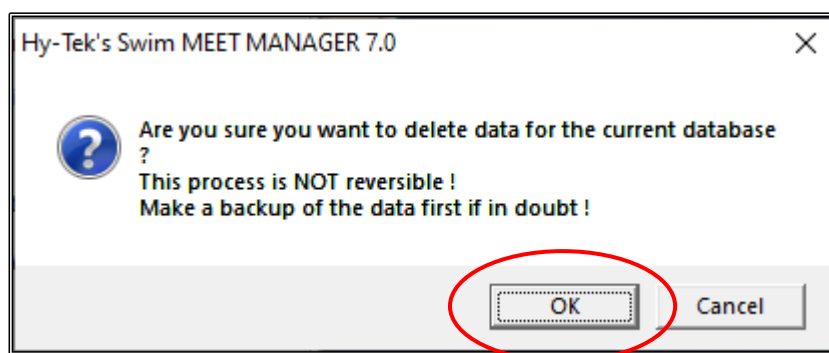 Hy-Tek's Swim MEET MANAGER 7.0
Are you sure you want to delete data for the current database
?
This process is NOT reversible !
Make a backup of the data first if in doubt !
OK Cancel